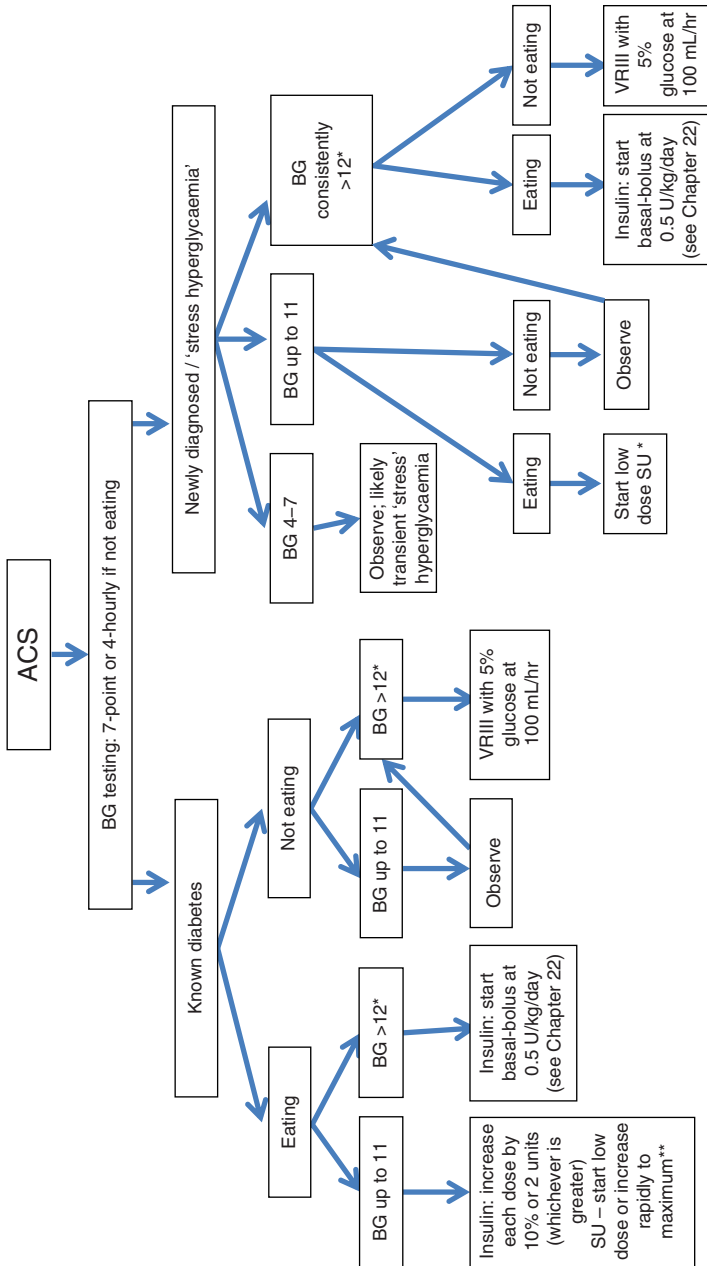 ACS
BG testing: 7-point or 4-hourly if not eating
Known diabetes
Newly diagnosed / ‘stress hyperglycaemia’
Eating
Not eating
BG up to 11
BG >12*
BG up to 11
BG >12*
Insulin: increase
each dose by
10% or 2 units
(whichever is
greater)
SU – start low
dose or increase
rapidly to
maximum**
Insulin: start
basal-bolus at
0.5 U/kg/day
(see Chapter 22)
Observe
VRIII with 5%
glucose at
100 mL/hr
BG 4–7
BG up to 11
BG
consistently
>12*
Observe; likely
transient ‘stress’
hyperglycaemia
Eating
Not eating
Eating
Not eating
Start low
dose SU *
Observe
Insulin: start
basal-bolus at
0.5 U/kg/day
(see Chapter 22)
VRIII with
5%
glucose at
100 mL/hr